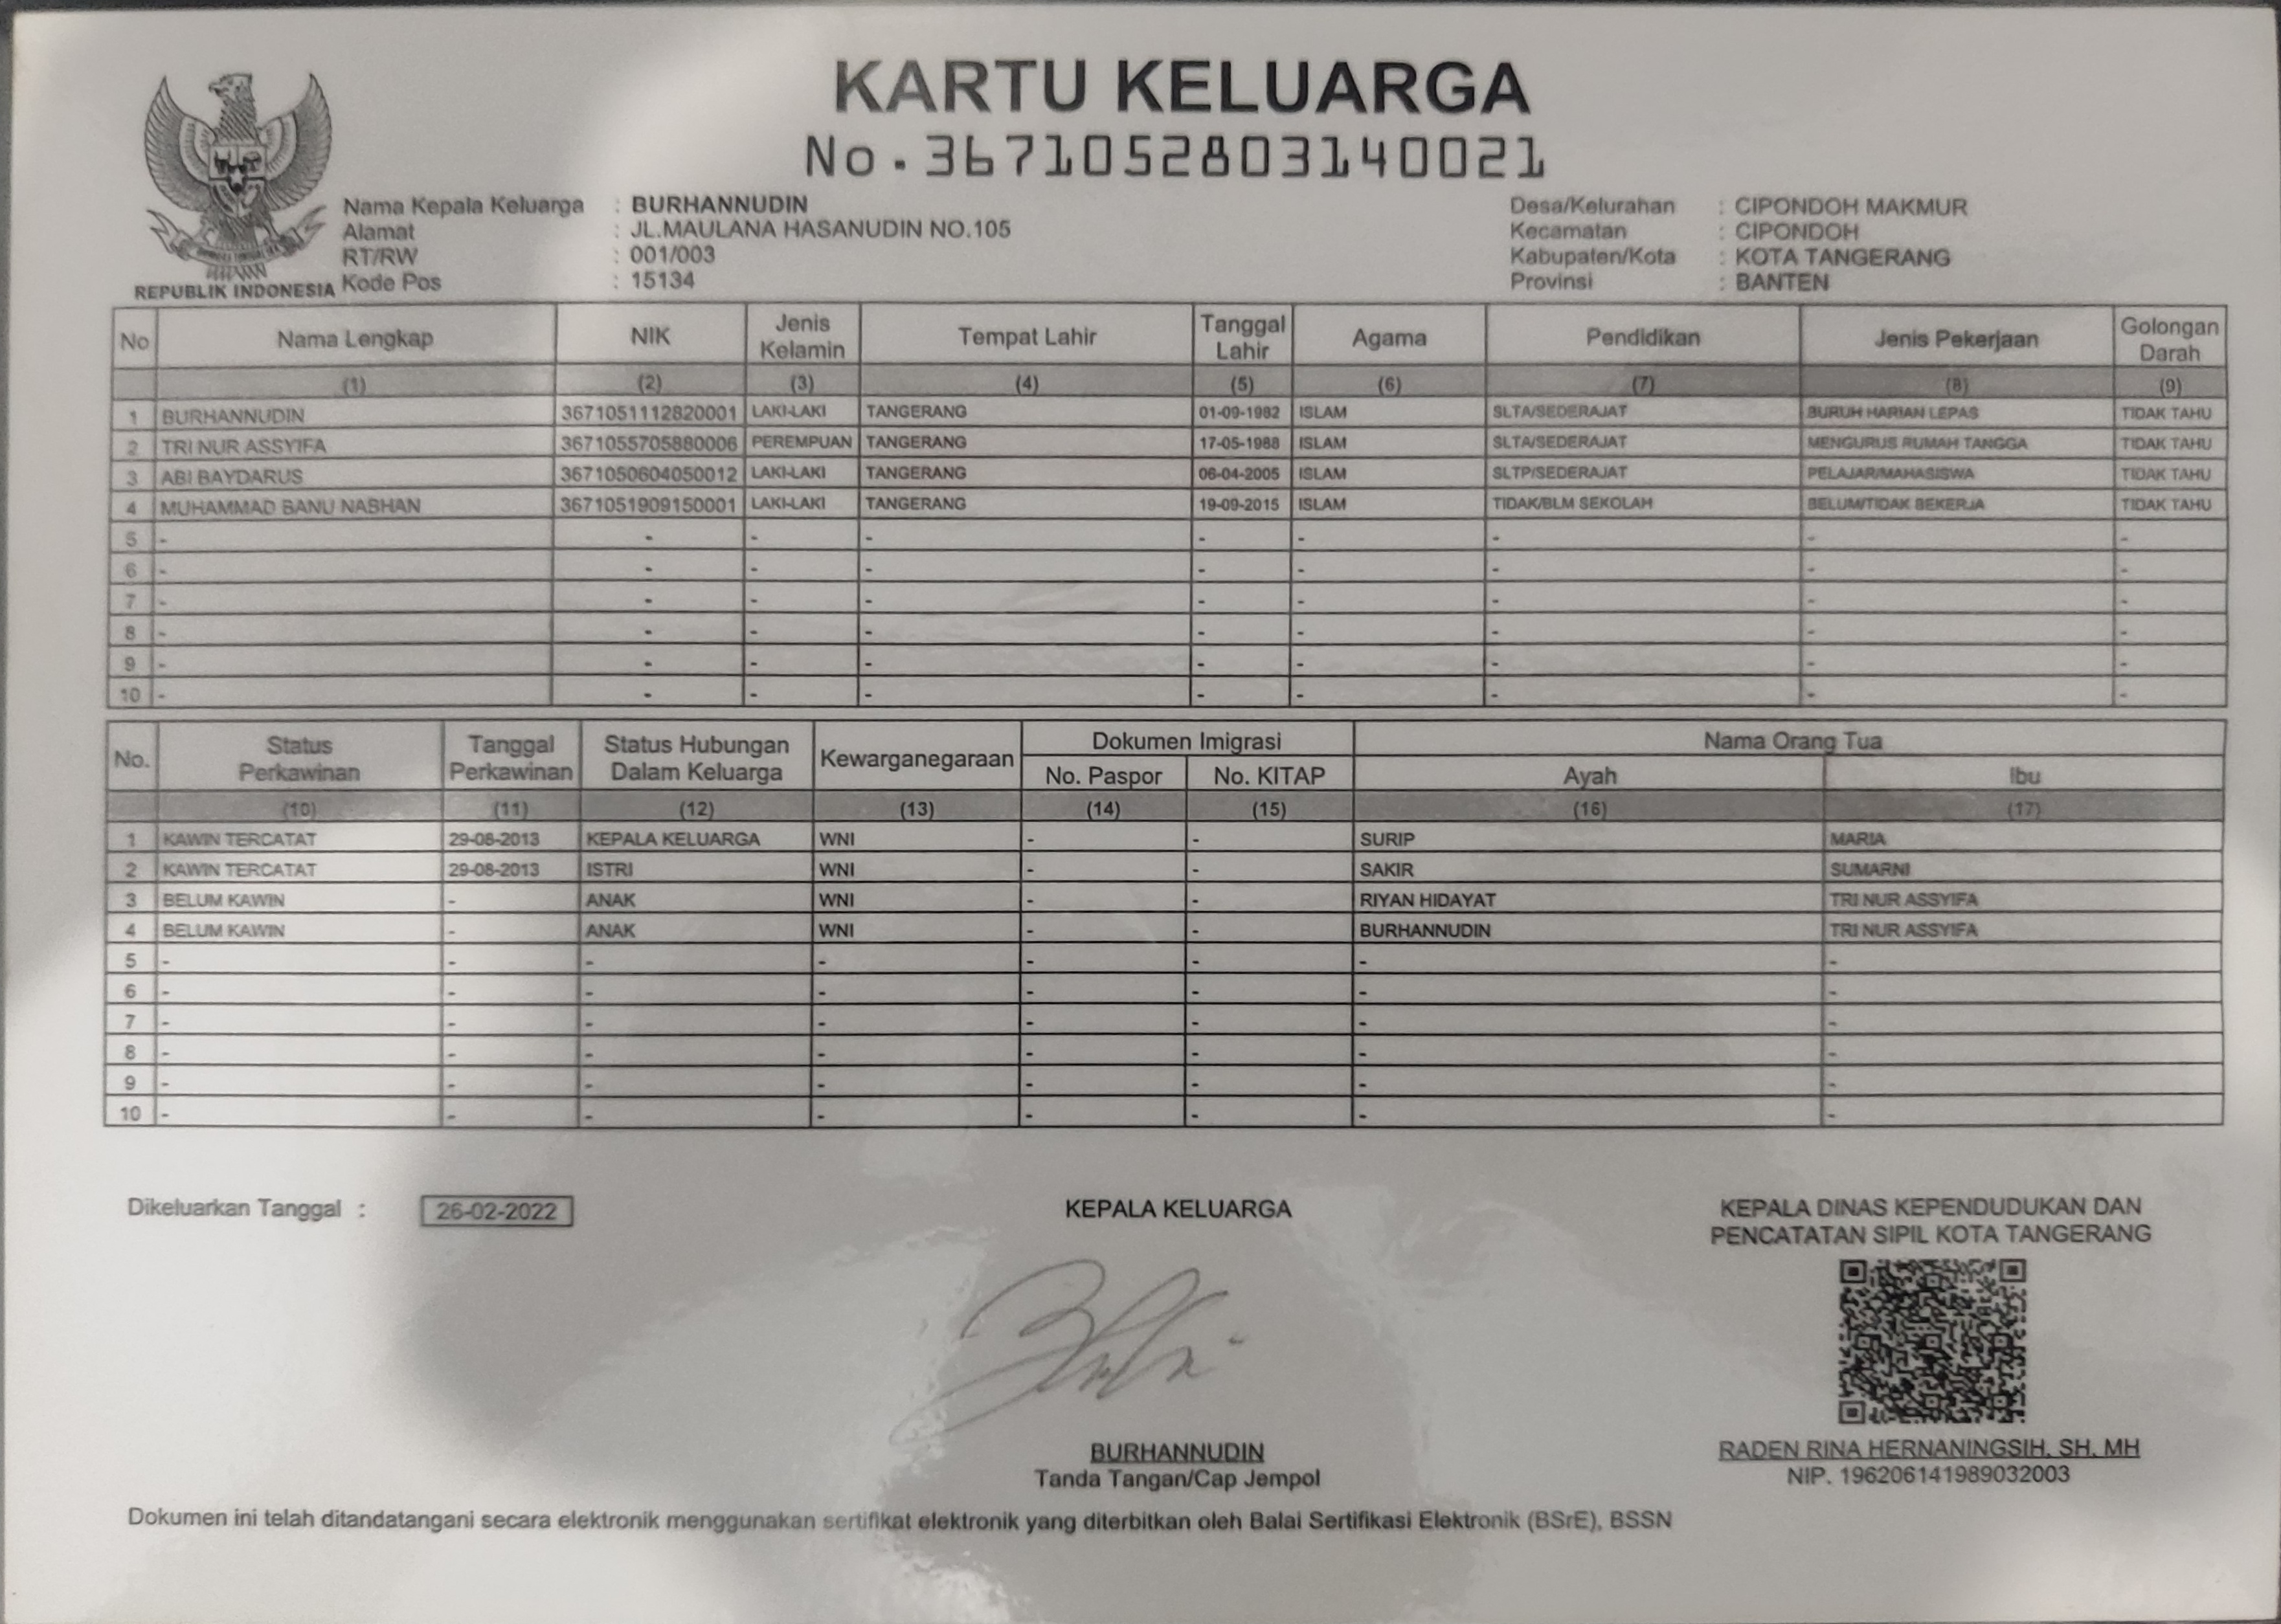 KARTU KELUARGA
No.3671052803140021
REPUBLIK INDONESIA
Nama Kepala Keluarga : BURHANNUDIN
Alamat : JL.MAULANA HASANUDIN NO.105
RT/RW : 001/003
Kode Pos : 15134
Desa/Kelurahan : CIPONDOH MAKMUR
Kecamatan : CIPONDOH
Kabupaten/Kota : KOTA TANGERANG
Provinsi : BANTEN
No Nama Lengkap NIK Jenis Kelamin Tempat Lahir Tanggal Lahir Agama Pendidikan Jenis Pekerjaan Golongan Darah
(1) (2) (3) (4) (5) (6) (7) (8) (9)
1 BURHANNUDIN 3671051112820001 LAKI-LAKI TANGERANG 01-09-1982 ISLAM SLTA/SEDERAJAT BURUH HARIAN LEPAS TIDAK TAHU
2 TRI NUR ASSYIFA 3671055705880006 PEREMPUAN TANGERANG 17-05-1988 ISLAM SLTA/SEDERAJAT MENGURUS RUMAH TANGGA TIDAK TAHU
3 ABI BAYDARUS 3671050604050012 LAKI-LAKI TANGERANG 06-04-2005 ISLAM SLTP/SEDERAJAT PELAJAR/MAHASISWA TIDAK TAHU
4 MUHAMMAD BANU NABHAN 3671051909150001 LAKI-LAKI TANGERANG 19-09-2015 ISLAM TIDAK/BLM SEKOLAH BELUM/TIDAK BEKERJA TIDAK TAHU
5 - - - - - - - - -
6 - - - - - - - - -
7 - - - - - - - - -
8 - - - - - - - - -
9 - - - - - - - - -
10 - - - - - - - - -
No. Status Perkawinan Tanggal Perkawinan Status Hubungan Dalam Keluarga Kewarganegaraan Dokumen Imigrasi Nama Orang Tua
No. Paspor No. KITAP Ayah Ibu
(10) (11) (12) (13) (14) (15) (16) (17)
1 KAWIN TERCATAT 29-08-2013 KEPALA KELUARGA WNI - - SURIP MARIA
2 KAWIN TERCATAT 29-08-2013 ISTRI WNI - - SAKIR SUMARNI
3 BELUM KAWIN - ANAK WNI - - RIYAN HIDAYAT TRI NUR ASSYIFA
4 BELUM KAWIN - ANAK WNI - - BURHANNUDIN TRI NUR ASSYIFA
5 - - - - - - - -
6 - - - - - - - -
7 - - - - - - - -
8 - - - - - - - -
9 - - - - - - - -
10 - - - - - - - -
Dikeluarkan Tanggal : 26-02-2022
KEPALA KELUARGA
BURHANNUDIN
Tanda Tangan/Cap Jempol
KEPALA DINAS KEPENDUDUKAN DAN
PENCATATAN SIPIL KOTA TANGERANG
RADEN RINA HERNANINGSIH, SH, MH
NIP. 196206141989032003
Dokumen ini telah ditandatangani secara elektronik menggunakan sertifikat elektronik yang diterbitkan oleh Balai Sertifikasi Elektronik (BSrE), BSSN